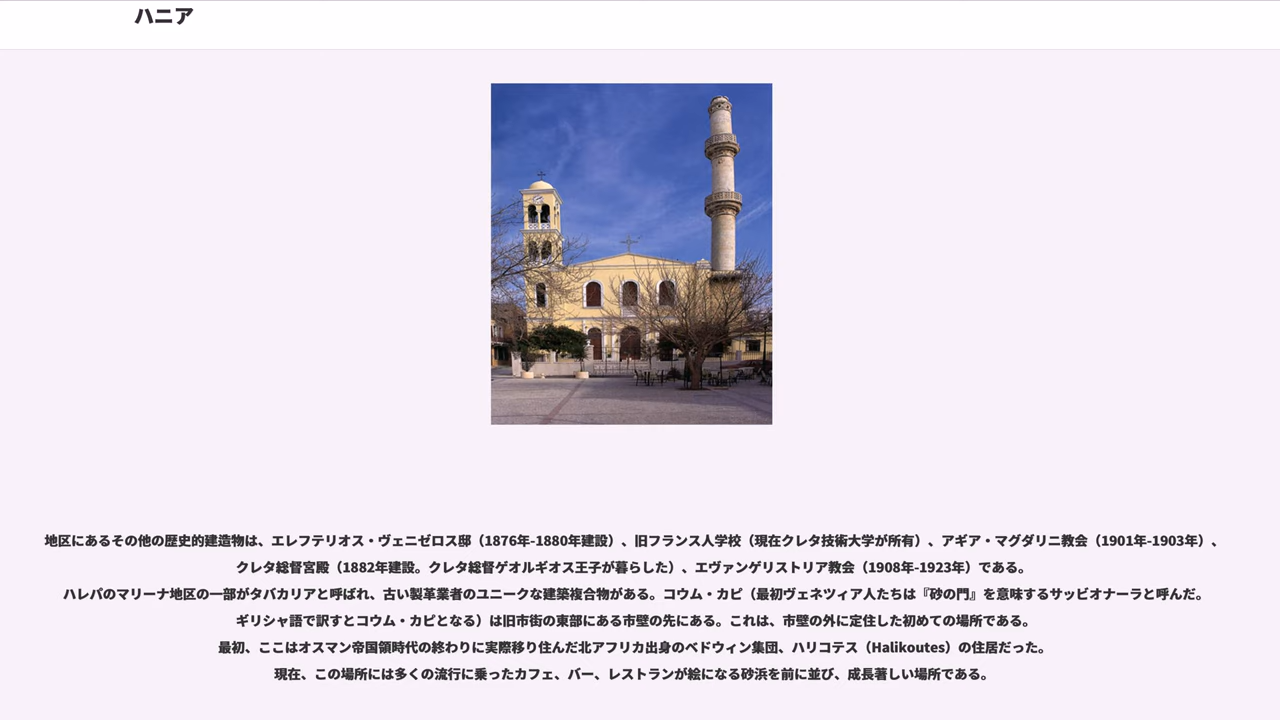 ハニア
地区にあるその他の歴史的建造物は、エレフテリオス・ヴェニゼロス邸（1876年-1880年建設）、旧フランス人学校（現在クレタ技術大学が所有）、アギア・マグダリニ教会（1901年-1903年）、
クレタ総督宮殿（1882年建設。クレタ総督ゲオルギオス王子が暮らした）、エヴァンゲリストリア教会（1908年-1923年）である。
ハレパのマリーナ地区の一部がタバカリアと呼ばれ、古い製革業者のユニークな建築複合物がある。コウム・カピ（最初ヴェネツィア人たちは『砂の門』を意味するサッビオナーラと呼んだ。
ギリシャ語で訳すとコウム・カピとなる）は旧市街の東部にある市壁の先にある。これは、市壁の外に定住した初めての場所である。
最初、ここはオスマン帝国領時代の終わりに実際移り住んだ北アフリカ出身のベドウィン集団、ハリコテス（Halikoutes）の住居だった。
現在、この場所には多くの流行に乗ったカフェ、バー、レストランが絵になる砂浜を前に並び、成長著しい場所である。